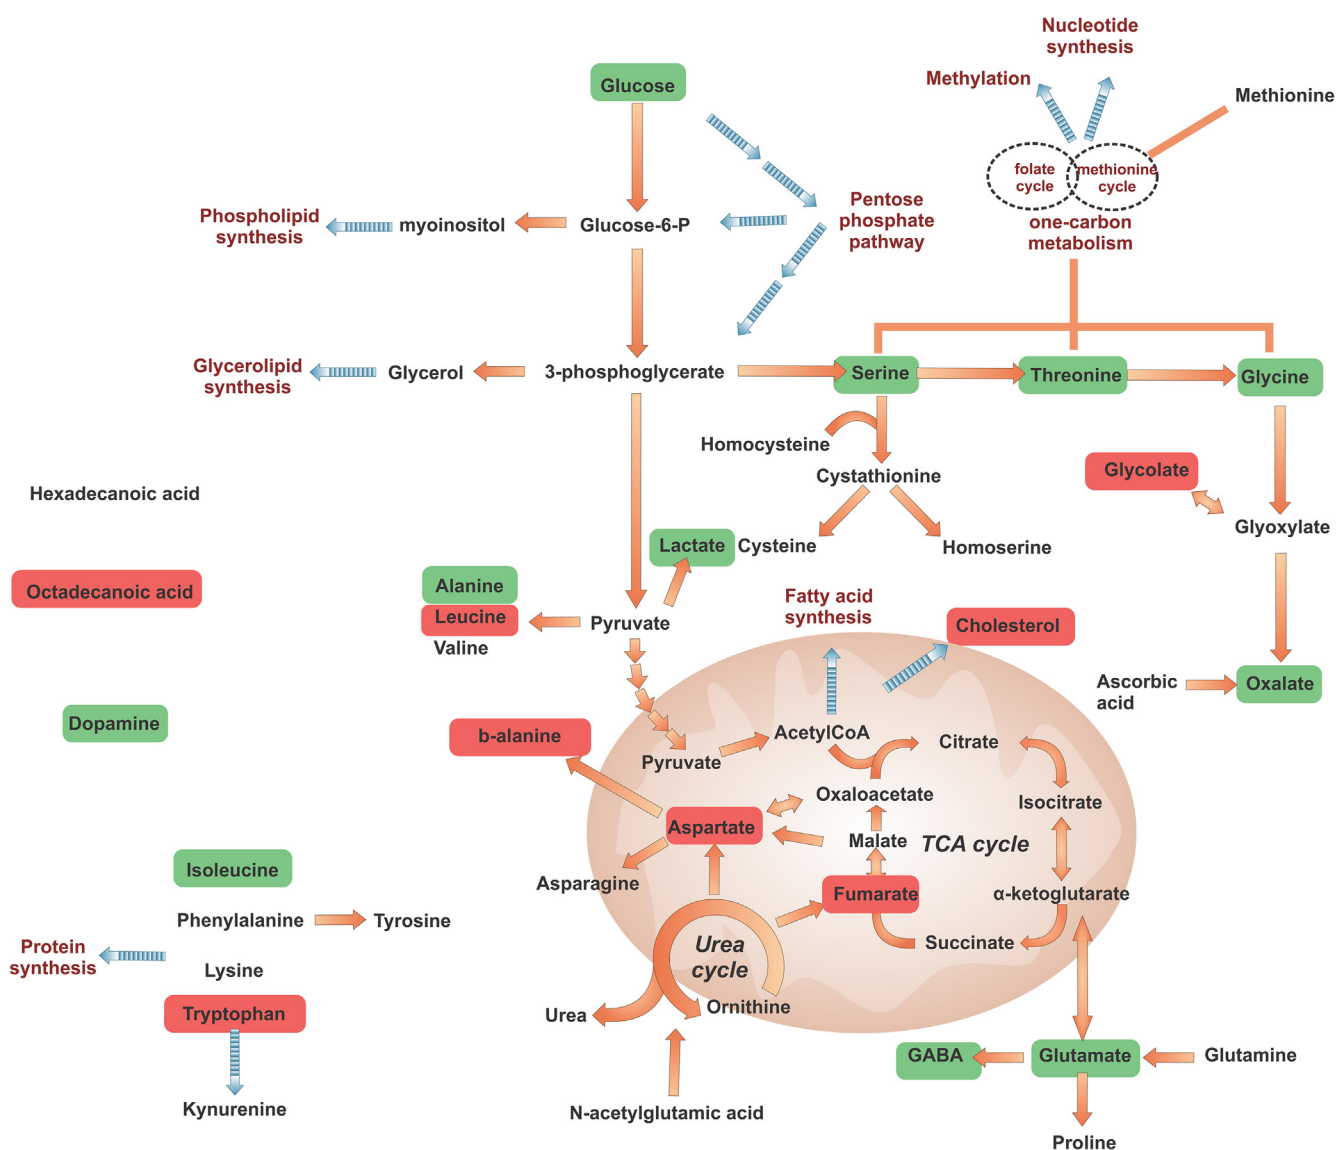 Nucleotide
synthesis
Methylation
Methionine
Glucose
folate
cycle
methionine
cycle
one-carbon
metabolism
Phospholipid
synthesis
myoinositol
Glucose-6-P
Pentose
phosphate
pathway
Glycerolipid
synthesis
Glycerol
3-phosphoglycerate
Serine
Threonine
Glycine
Homocysteine
Cystathionine
Glycolate
Hexadecanoic acid
Glyoxylate
Lactate
Cysteine
Homoserine
Octadecanoic acid
Alanine
Leucine
Valine
Pyruvate
Fatty acid
synthesis
Cholesterol
Ascorbic
acid
Oxalate
Dopamine
b-alanine
Pyruvate
AcetylCoA
Citrate
Oxaloacetate
Isocitrate
Aspartate
Malate
TCA cycle
Asparagine
Fumarate
α-ketoglutarate
Isoleucine
Phenylalanine
Tyrosine
Protein
synthesis
Lysine
Urea
cycle
Succinate
Tryptophan
Urea
Ornithine
GABA
Glutamate
Glutamine
Kynurenine
N-acetylglutamic acid
Proline